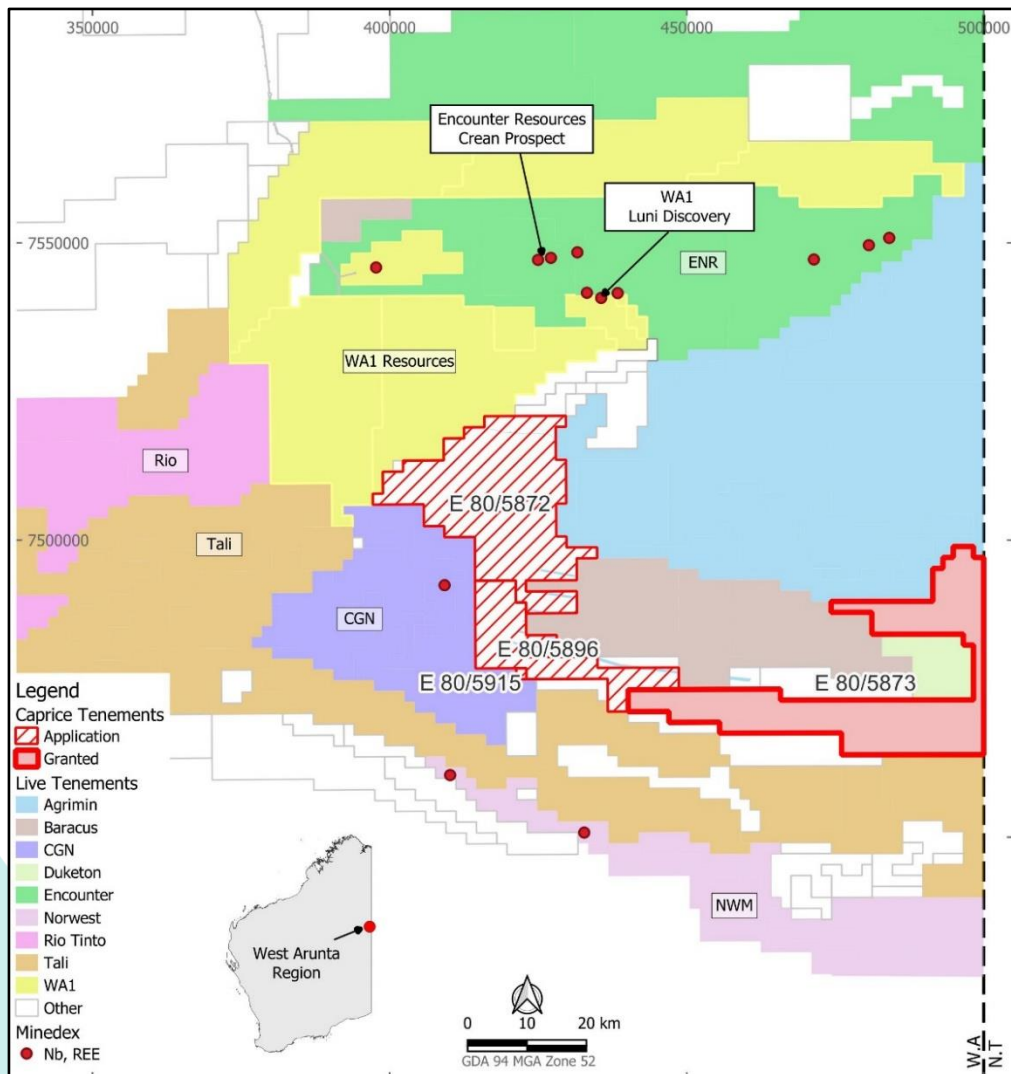 350000
400000
450000
500000
Encounter Resources
Crean Prospect
WA1
Luni Discovery
7550000
ENR
WA1 Resources
Rio
E 80/5872
Tali
7500000
CGN
E 80/5896
E 80/5915
E 80/5873
Legend
Caprice Tenements
Application
Granted
Live Tenements
Agrimin
Baracus
CGN
Duketon
Encounter
Norwest
Rio Tinto
Tali
WA1
Other
Minedex
Nb, REE
West Arunta
Region
NWM
0 10 20 km
GDA 94 MGA Zone 52
W.A
N.T